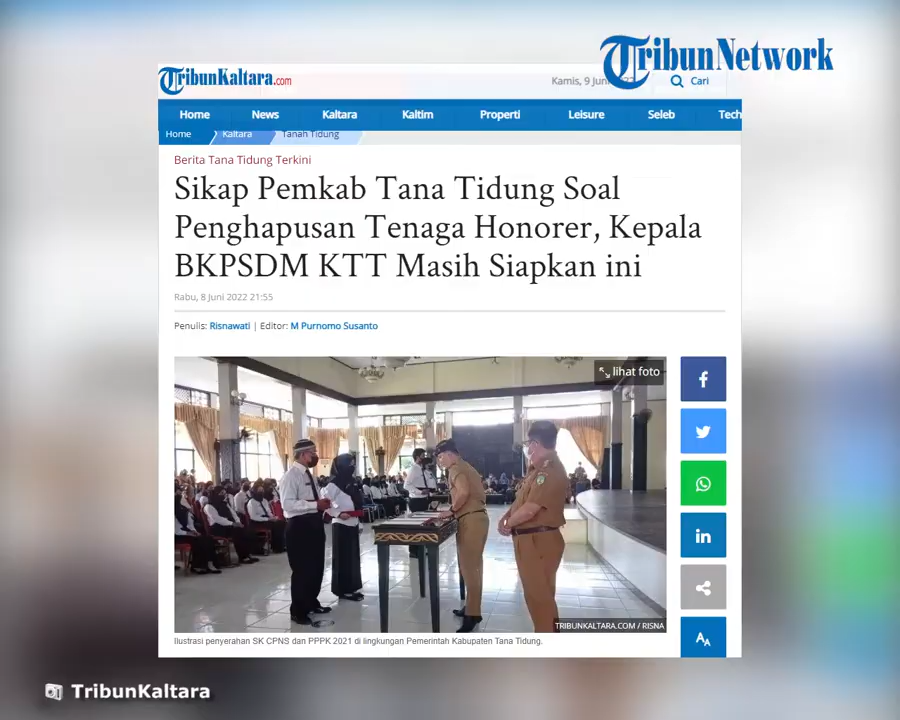 TribunNetwork
TribunKaltara.com
Kamis, 9 Juni
Cari
Home News Kaltara Kaltim Properti Leisure Seleb Tech
Home Kaltara Tanah Tidung
Berita Tana Tidung Terkini
Sikap Pemkab Tana Tidung Soal
Penghapusan Tenaga Honorer, Kepala
BKPSDM KTT Masih Siapkan ini
Rabu, 8 Juni 2022 21:55
Penulis: Risnawati | Editor: M Purnomo Susanto
lihat foto
TRIBUNKALTARA.COM / RISNA
Ilustrasi penyerahan SK CPNS dan PPPK 2021 di lingkungan Pemerintah Kabupaten Tana Tidung.
TribunKaltara